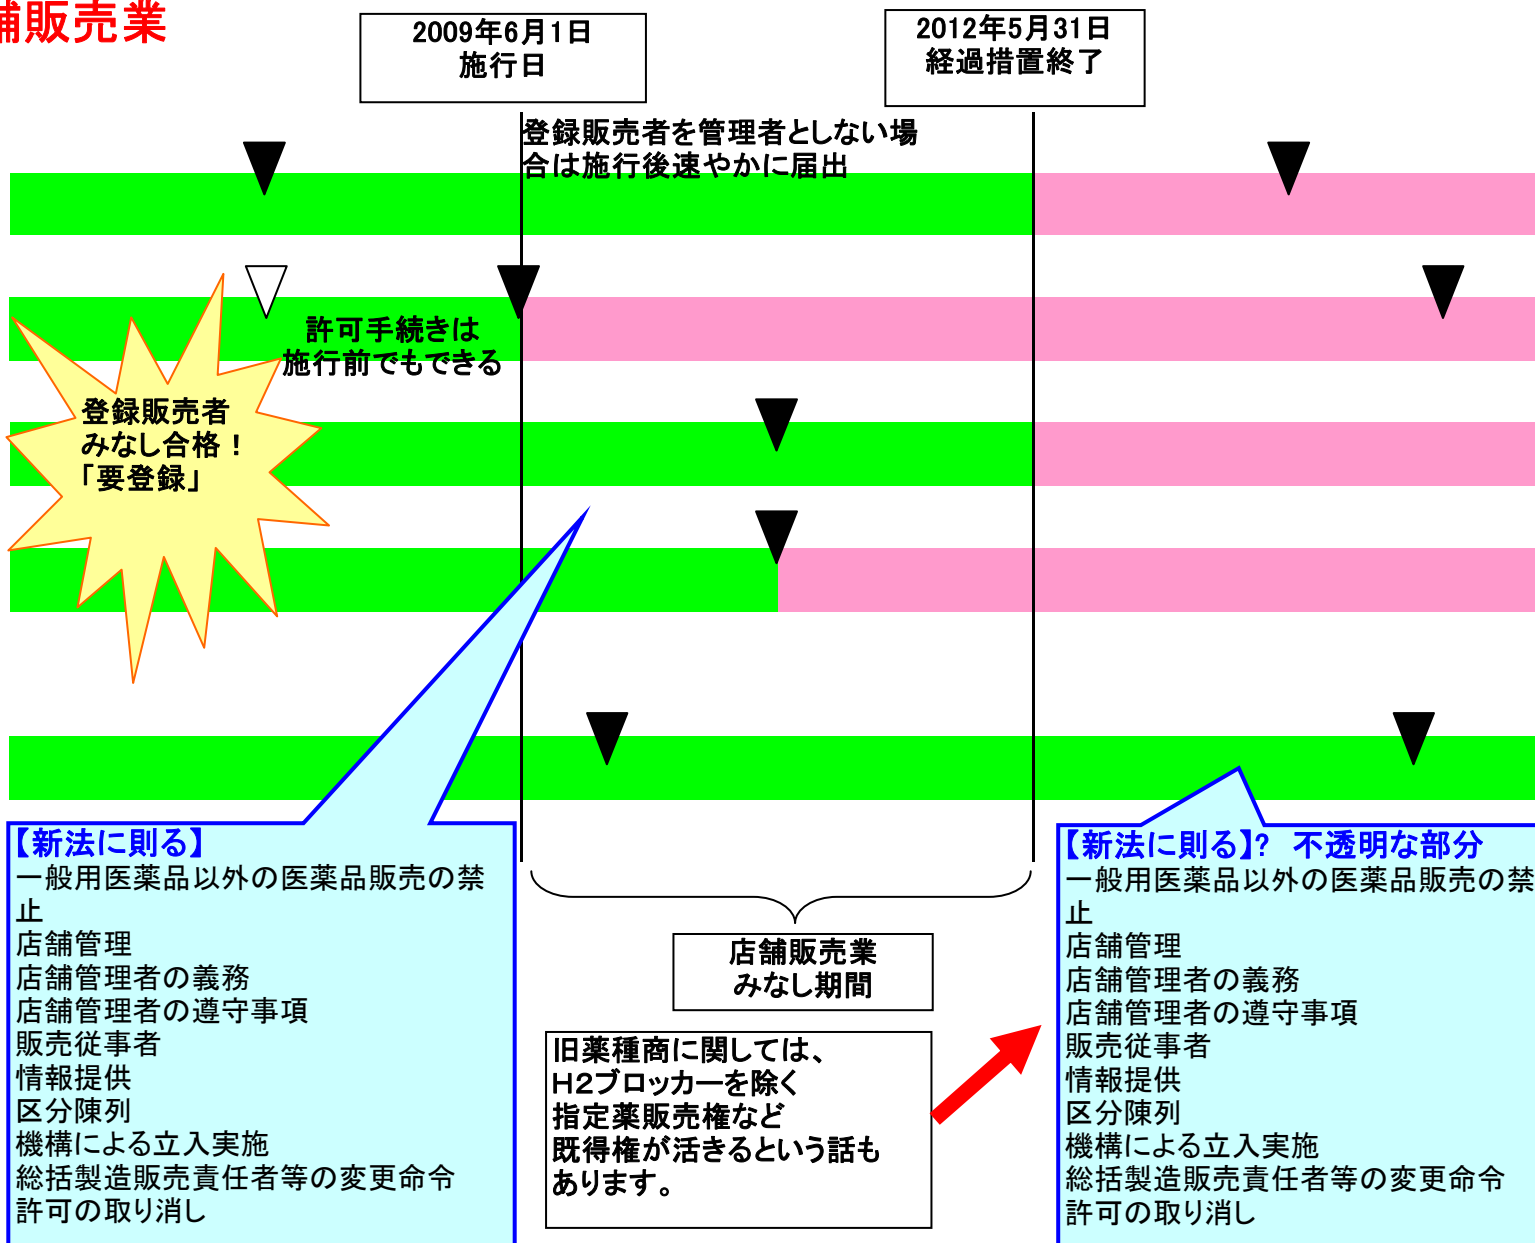 舗販売業
2009年6月1日
施行日
2012年5月31日
経過措置終了
登録販売者を管理者としない場
合は施行後速やかに届出
許可手続きは
施行前でもできる
登録販売者
みなし合格！
「要登録」
【新法に則る】
一般用医薬品以外の医薬品販売の禁
止
店舗管理
店舗管理者の義務
店舗管理者の遵守事項
販売従事者
情報提供
区分陳列
機構による立入実施
総括製造販売責任者等の変更命令
許可の取り消し
店舗販売業
みなし期間
旧薬種商に関しては、
H2ブロッカーを除く
指定薬販売権など
既得権が活きるという話も
あります。
【新法に則る】?　不透明な部分
一般用医薬品以外の医薬品販売の禁
止
店舗管理
店舗管理者の義務
店舗管理者の遵守事項
販売従事者
情報提供
区分陳列
機構による立入実施
総括製造販売責任者等の変更命令
許可の取り消し